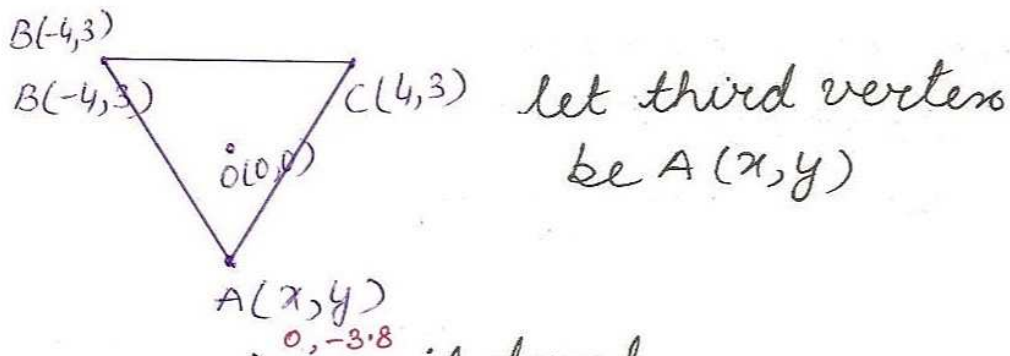 B(-4,3)
B(-4,3)
C(4,3)
let third vertex
be A(x,y)
O(0,0)
A(x,y)
0,-3.8